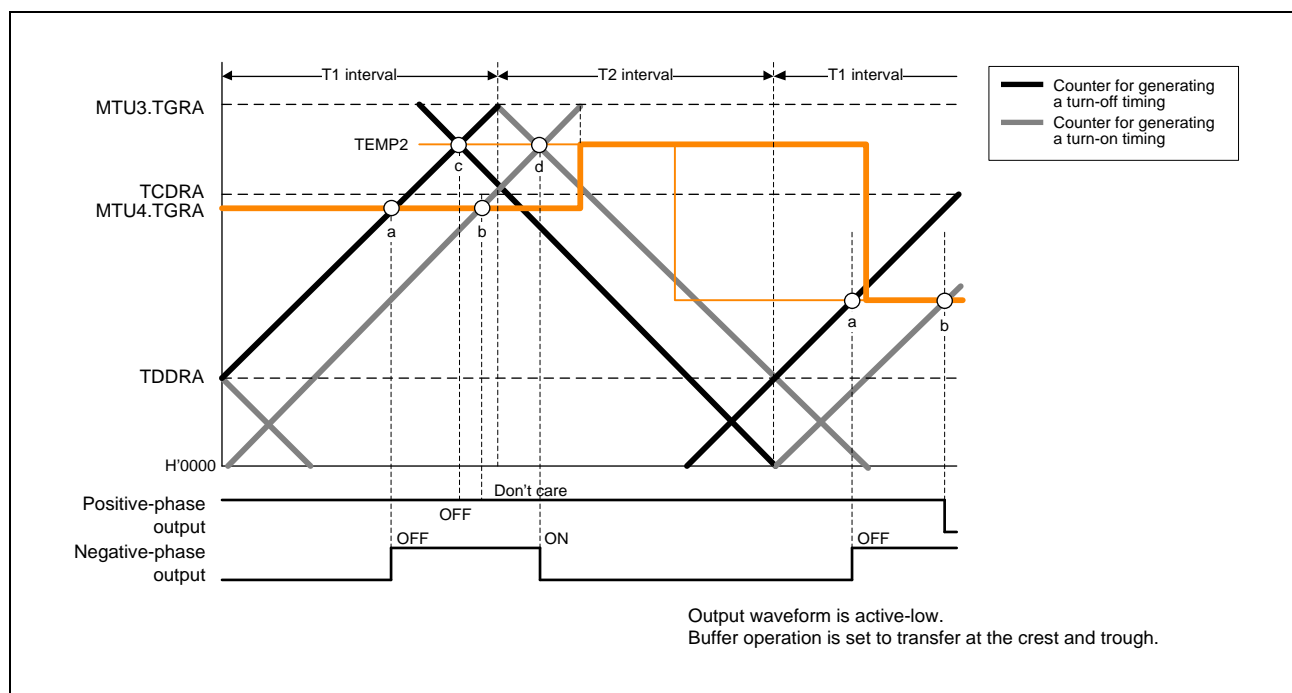 T1 interval
T2 interval
T1 interval
Counter for generating
a turn-off timing
Counter for generating
a turn-on timing
MTU3.TGRA
TEMP2
c
d
TCDRA
MTU4.TGRA
a
b
a
b
TDDRA
H'0000
Don't care
Positive-phase
output
OFF
OFF
ON
OFF
Negative-phase
output
Output waveform is active-low.
Buffer operation is set to transfer at the crest and trough.